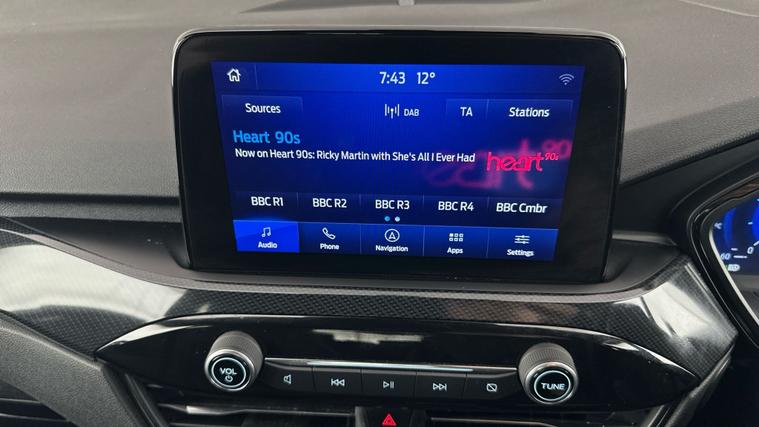 7:43 12°
Sources DAB TA Stations
Heart 90s
Now on Heart 90s: Ricky Martin with She's All I Ever Had
heart 90s
BBC R1 BBC R2 BBC R3 BBC R4 BBC Cmbr
Audio Phone Navigation Apps Settings
VOL TUNE